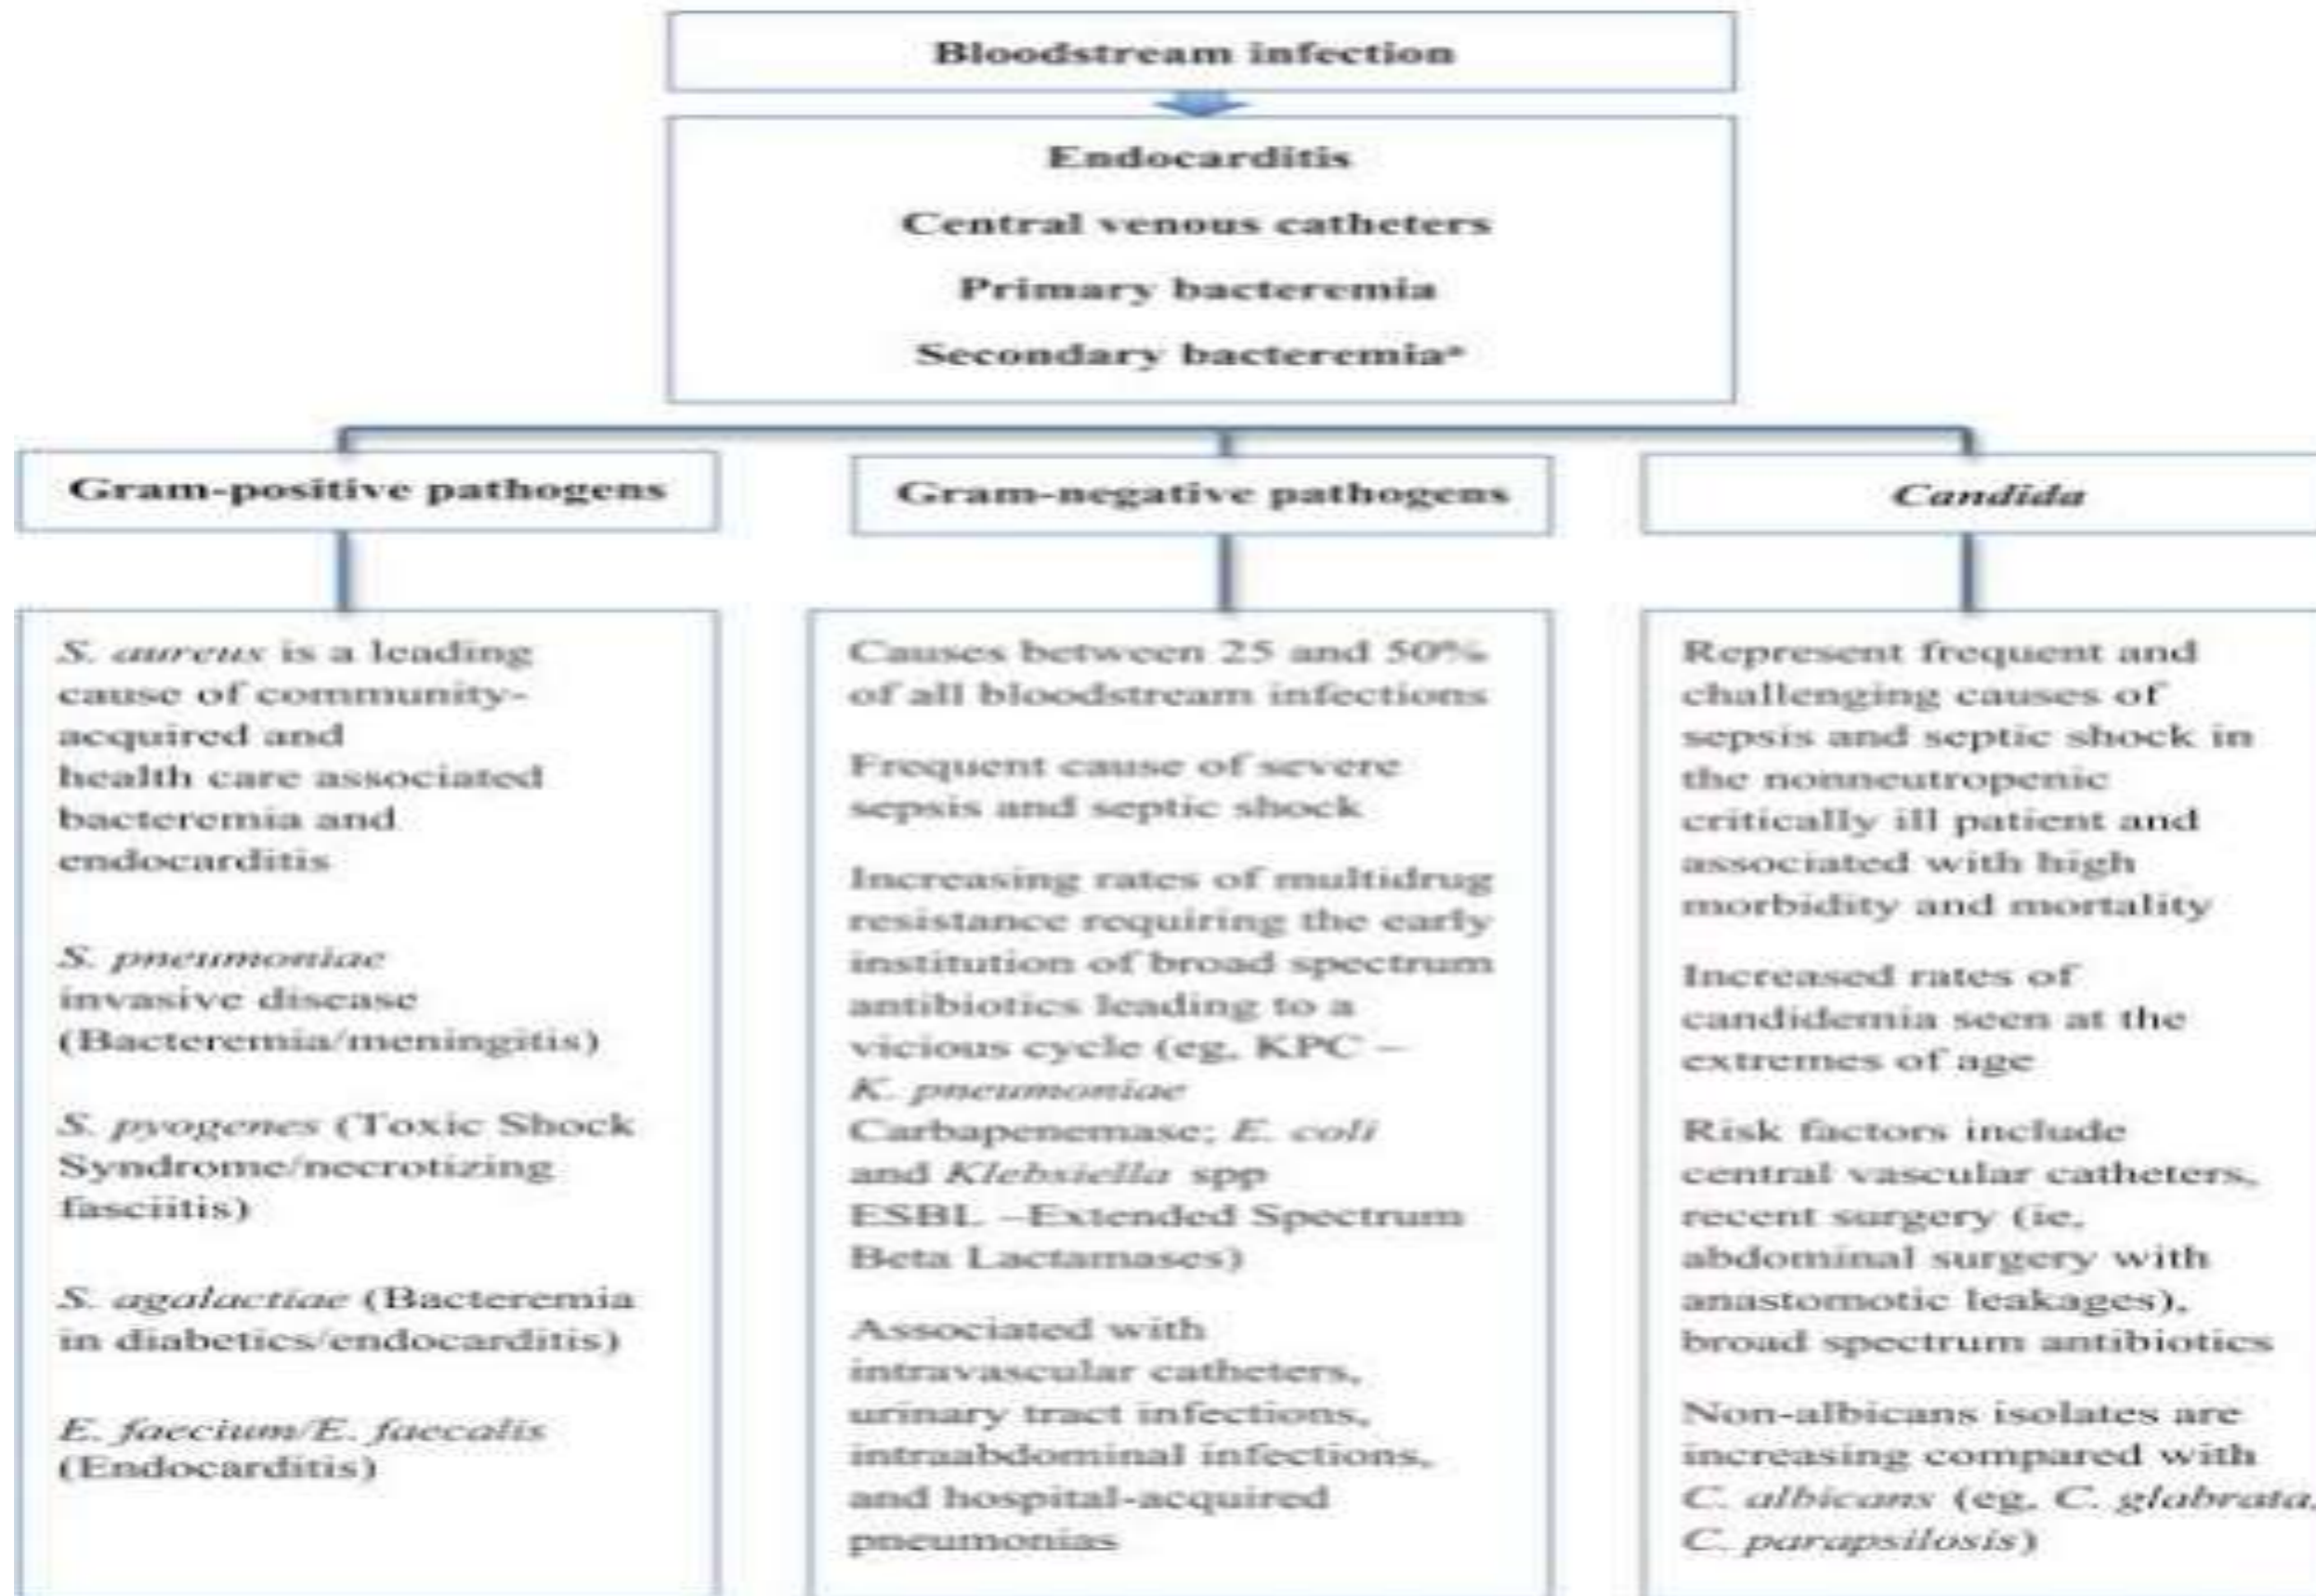 Bloodstream infection
Endocarditis
Central venous catheters
Primary bacteremia
Secondary bacteremia*
Gram-positive pathogens
S. aureus is a leading
cause of community-
acquired and
health care associated
bacteremia and
endocarditis
S. pneumoniae
invasive disease
(Bacteremia/meningitis)
S. pyogenes (Toxic Shock
Syndrome/necrotizing
fasciitis)
S. agalactiae (Bacteremia
in diabetics/endocarditis)
E. faecium/E. faecalis
(Endocarditis)
Gram-negative pathogens
Causes between 25 and 50%
of all bloodstream infections
Frequent cause of severe
sepsis and septic shock
Increasing rates of multidrug
resistance requiring the early
institution of broad spectrum
antibiotics leading to a
vicious cycle (eg, KPC –
K. pneumoniae
Carbapenemase; E. coli
and Klebsiella spp
ESBL –Extended Spectrum
Beta Lactamases)
Associated with
intravascular catheters,
urinary tract infections,
intraabdominal infections,
and hospital-acquired
pneumonias
Candida
Represent frequent and
challenging causes of
sepsis and septic shock in
the nonneutropenic
critically ill patient and
associated with high
morbidity and mortality
Increased rates of
candidemia seen at the
extremes of age
Risk factors include
central vascular catheters,
recent surgery (ie,
abdominal surgery with
anastomotic leakages),
broad spectrum antibiotics
Non-albicans isolates are
increasing compared with
C. albicans (eg, C. glabrata,
C. parapsilosis)